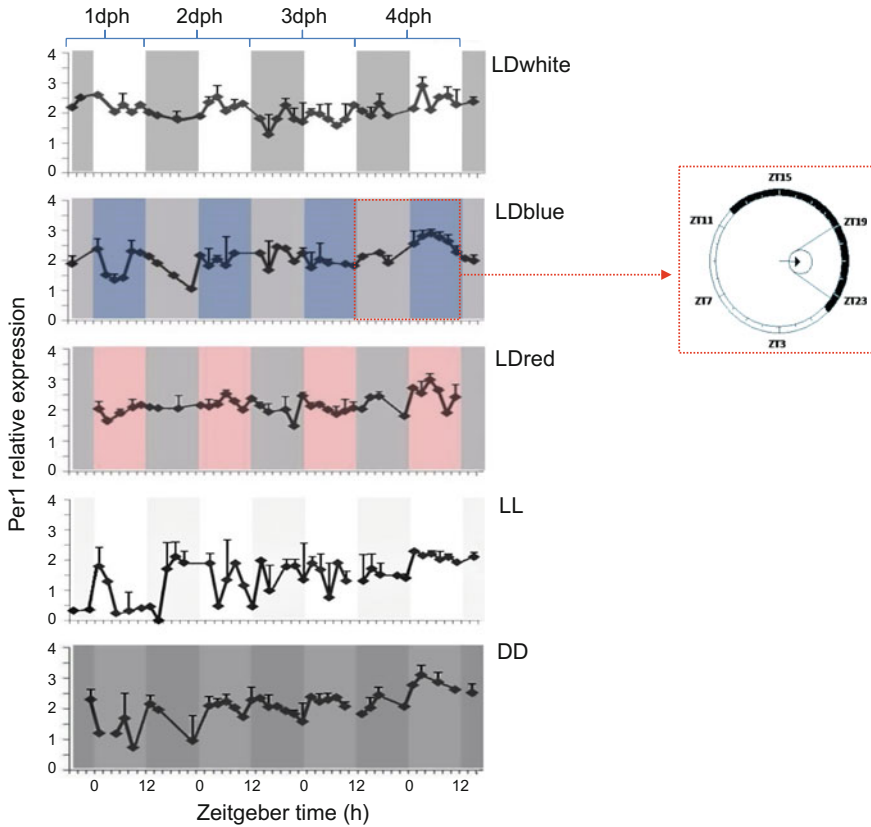 1dph 2dph 3dph 4dph
4
3
2
1
0
LDwhite
4
3
2
1
0
LDblue
4
3
2
1
0
LDred
4
3
2
1
0
LL
4
3
2
1
0
DD
0 12 0 12 0 12 0 12
Zeitgeber time (h)
Per1 relative expression
ZT15
ZT11 ZT19
ZT7 ZT23
ZT3